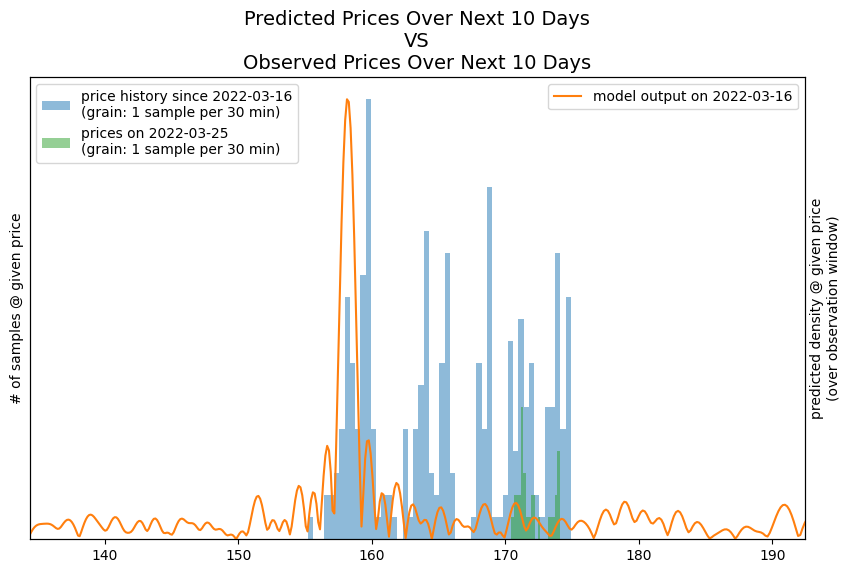 Predicted Prices Over Next 10 Days
VS
Observed Prices Over Next 10 Days
price history since 2022-03-16
(grain: 1 sample per 30 min)
prices on 2022-03-25
(grain: 1 sample per 30 min)
model output on 2022-03-16
# of samples @ given price
predicted density @ given price
(over observation window)
140
150
160
170
180
190